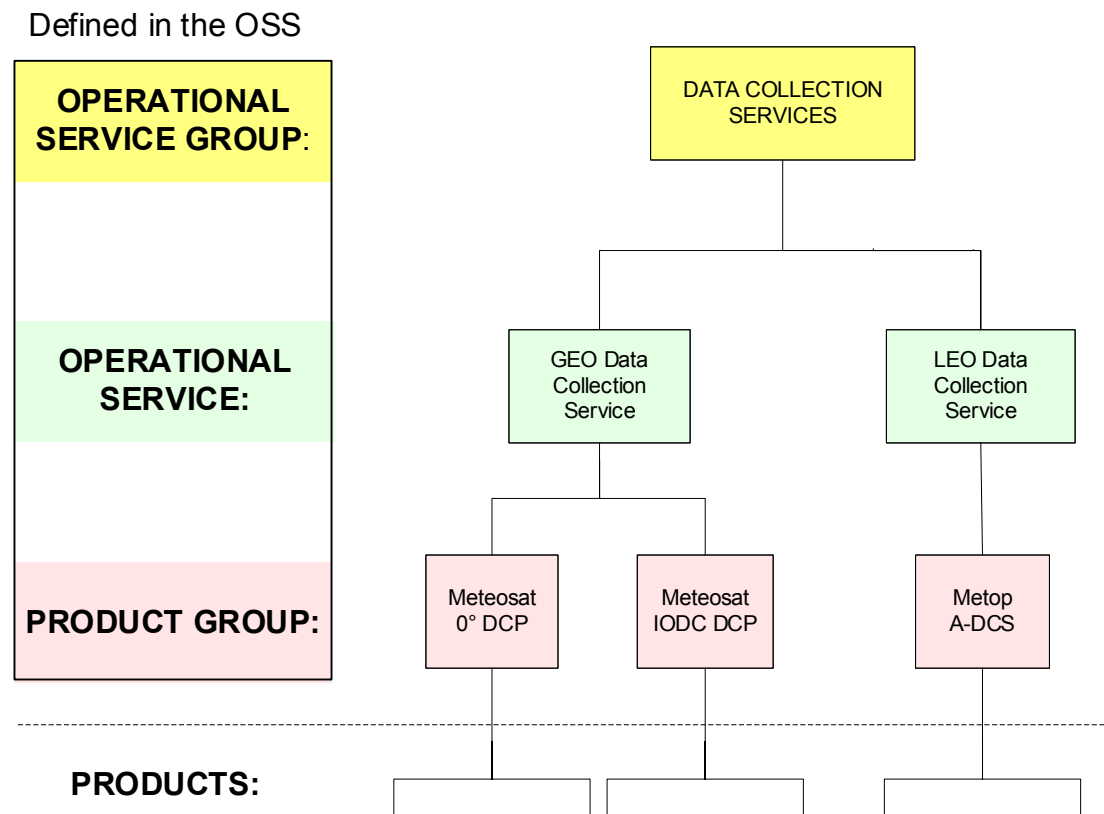 Defined in the OSS
OPERATIONAL
SERVICE GROUP:
DATA COLLECTION
SERVICES
OPERATIONAL
SERVICE:
GEO Data
Collection
Service
LEO Data
Collection
Service
PRODUCT GROUP:
Meteosat
0° DCP
Meteosat
IODC DCP
Metop
A-DCS
PRODUCTS: